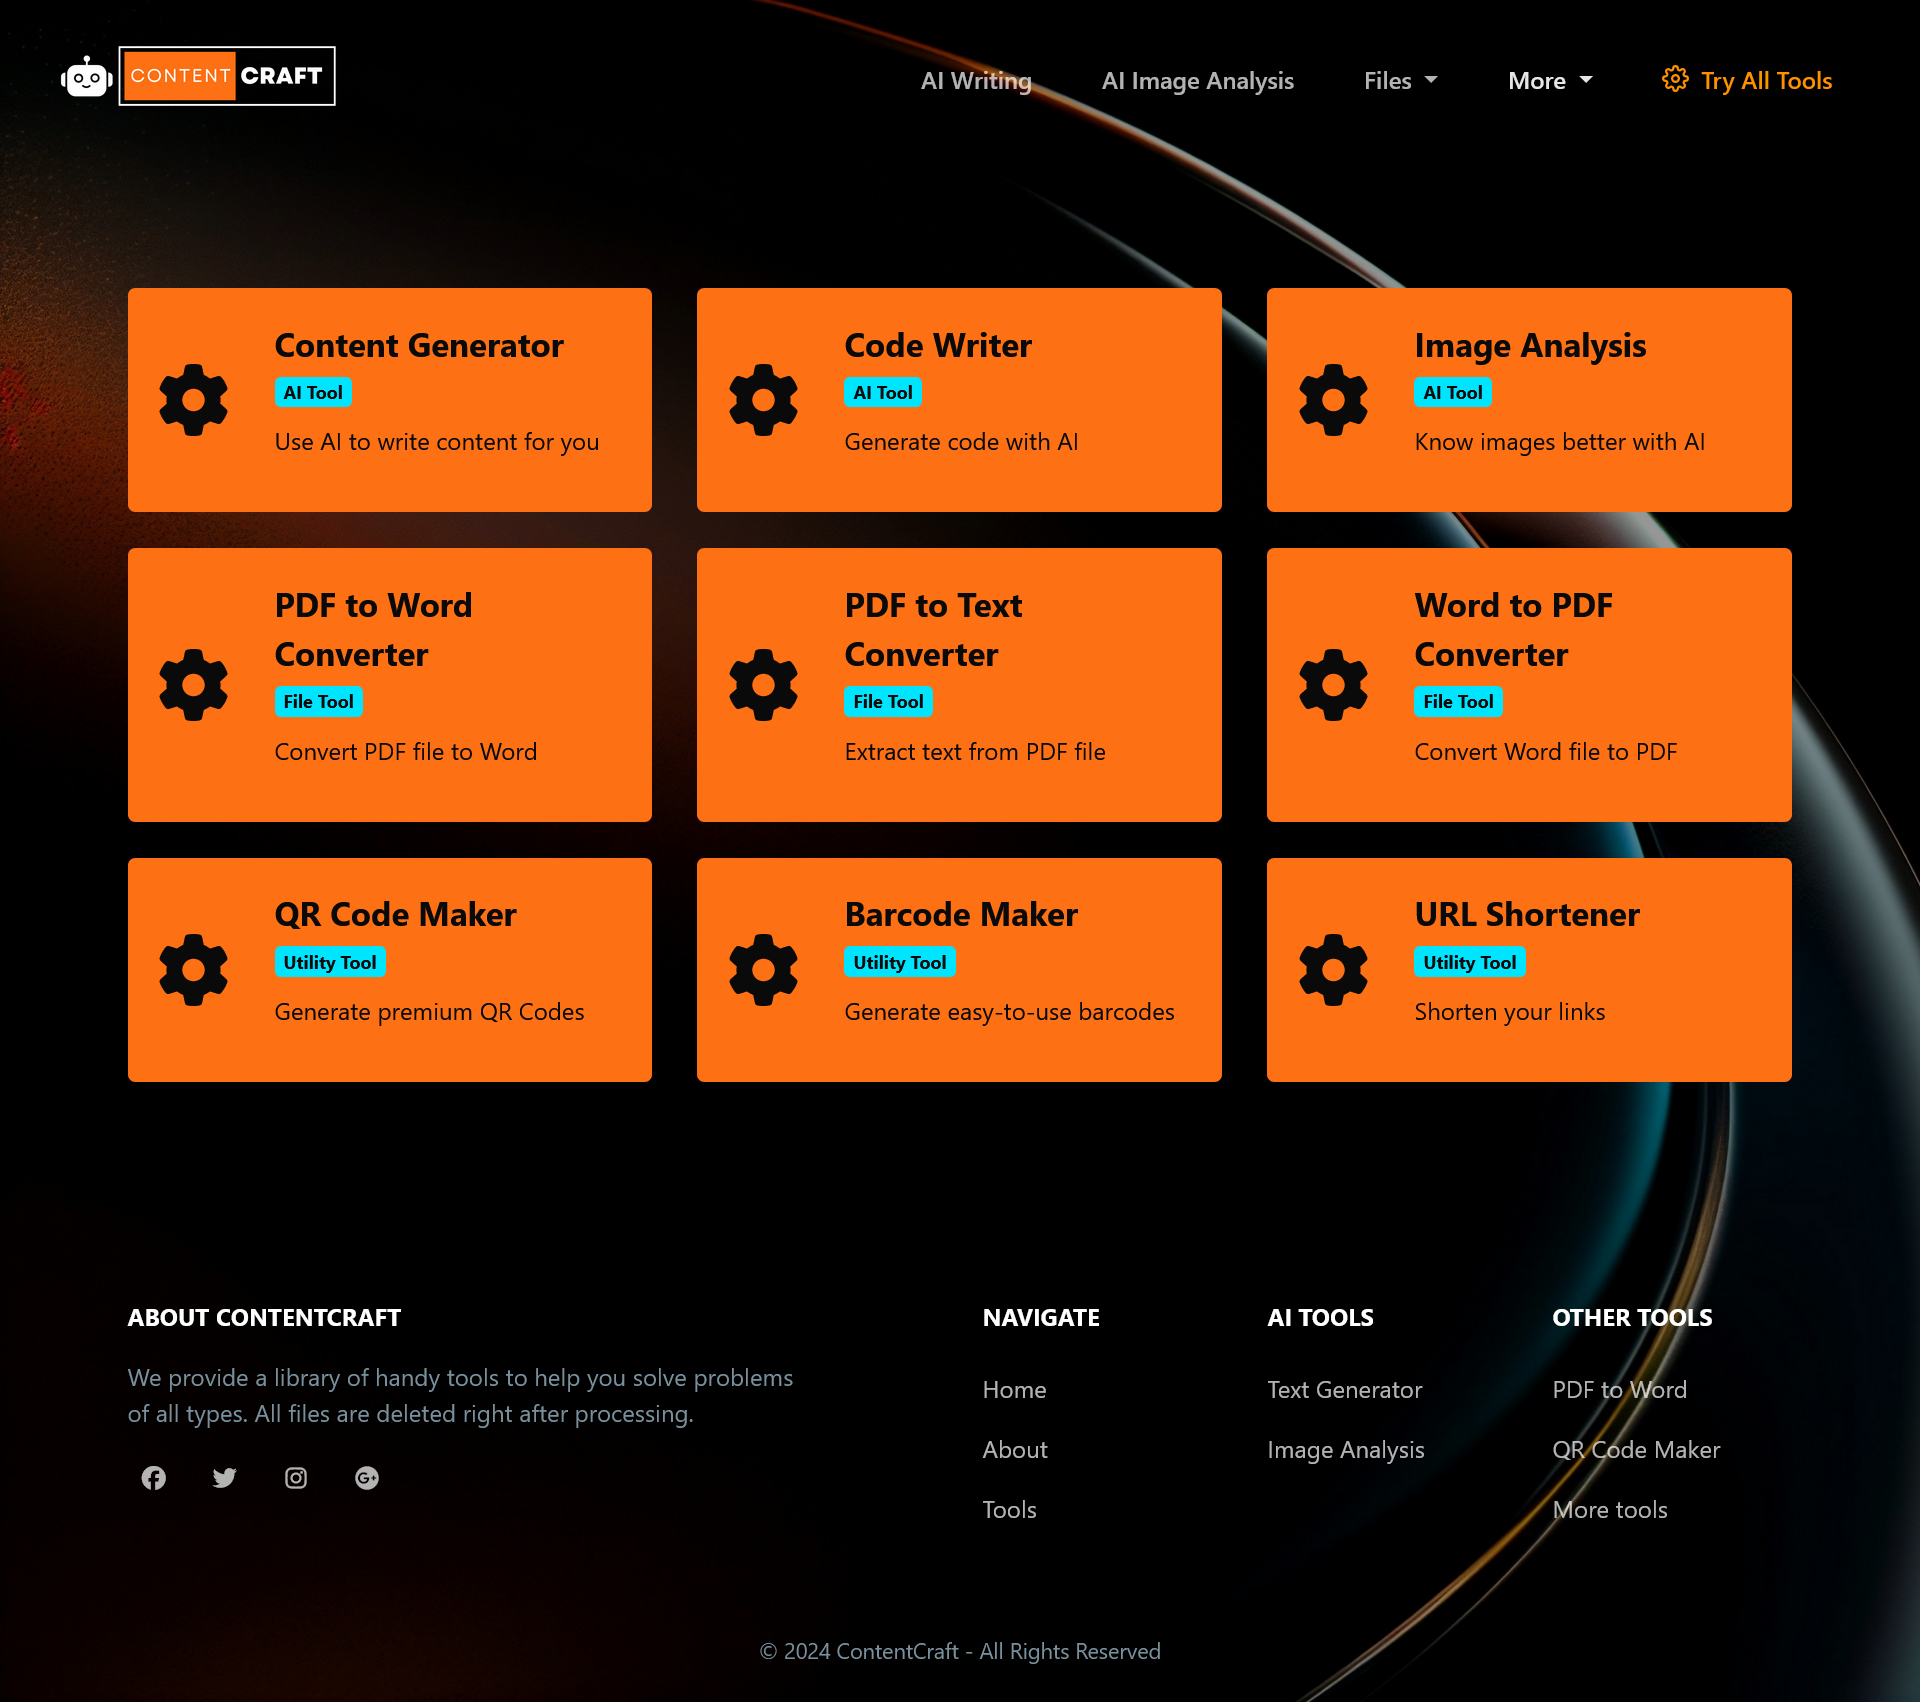 CONTENT CRAFT
AI Writing
AI Image Analysis
Files
More
Try All Tools
Content Generator
AI Tool
Use AI to write content for you
Code Writer
AI Tool
Generate code with AI
Image Analysis
AI Tool
Know images better with AI
PDF to Word
Converter
File Tool
Convert PDF file to Word
PDF to Text
Converter
File Tool
Extract text from PDF file
Word to PDF
Converter
File Tool
Convert Word file to PDF
QR Code Maker
Utility Tool
Generate premium QR Codes
Barcode Maker
Utility Tool
Generate easy-to-use barcodes
URL Shortener
Utility Tool
Shorten your links
ABOUT CONTENTCRAFT
We provide a library of handy tools to help you solve problems
of all types. All files are deleted right after processing.
NAVIGATE
Home
About
Tools
AI TOOLS
Text Generator
Image Analysis
OTHER TOOLS
PDF to Word
QR Code Maker
More tools
© 2024 ContentCraft - All Rights Reserved